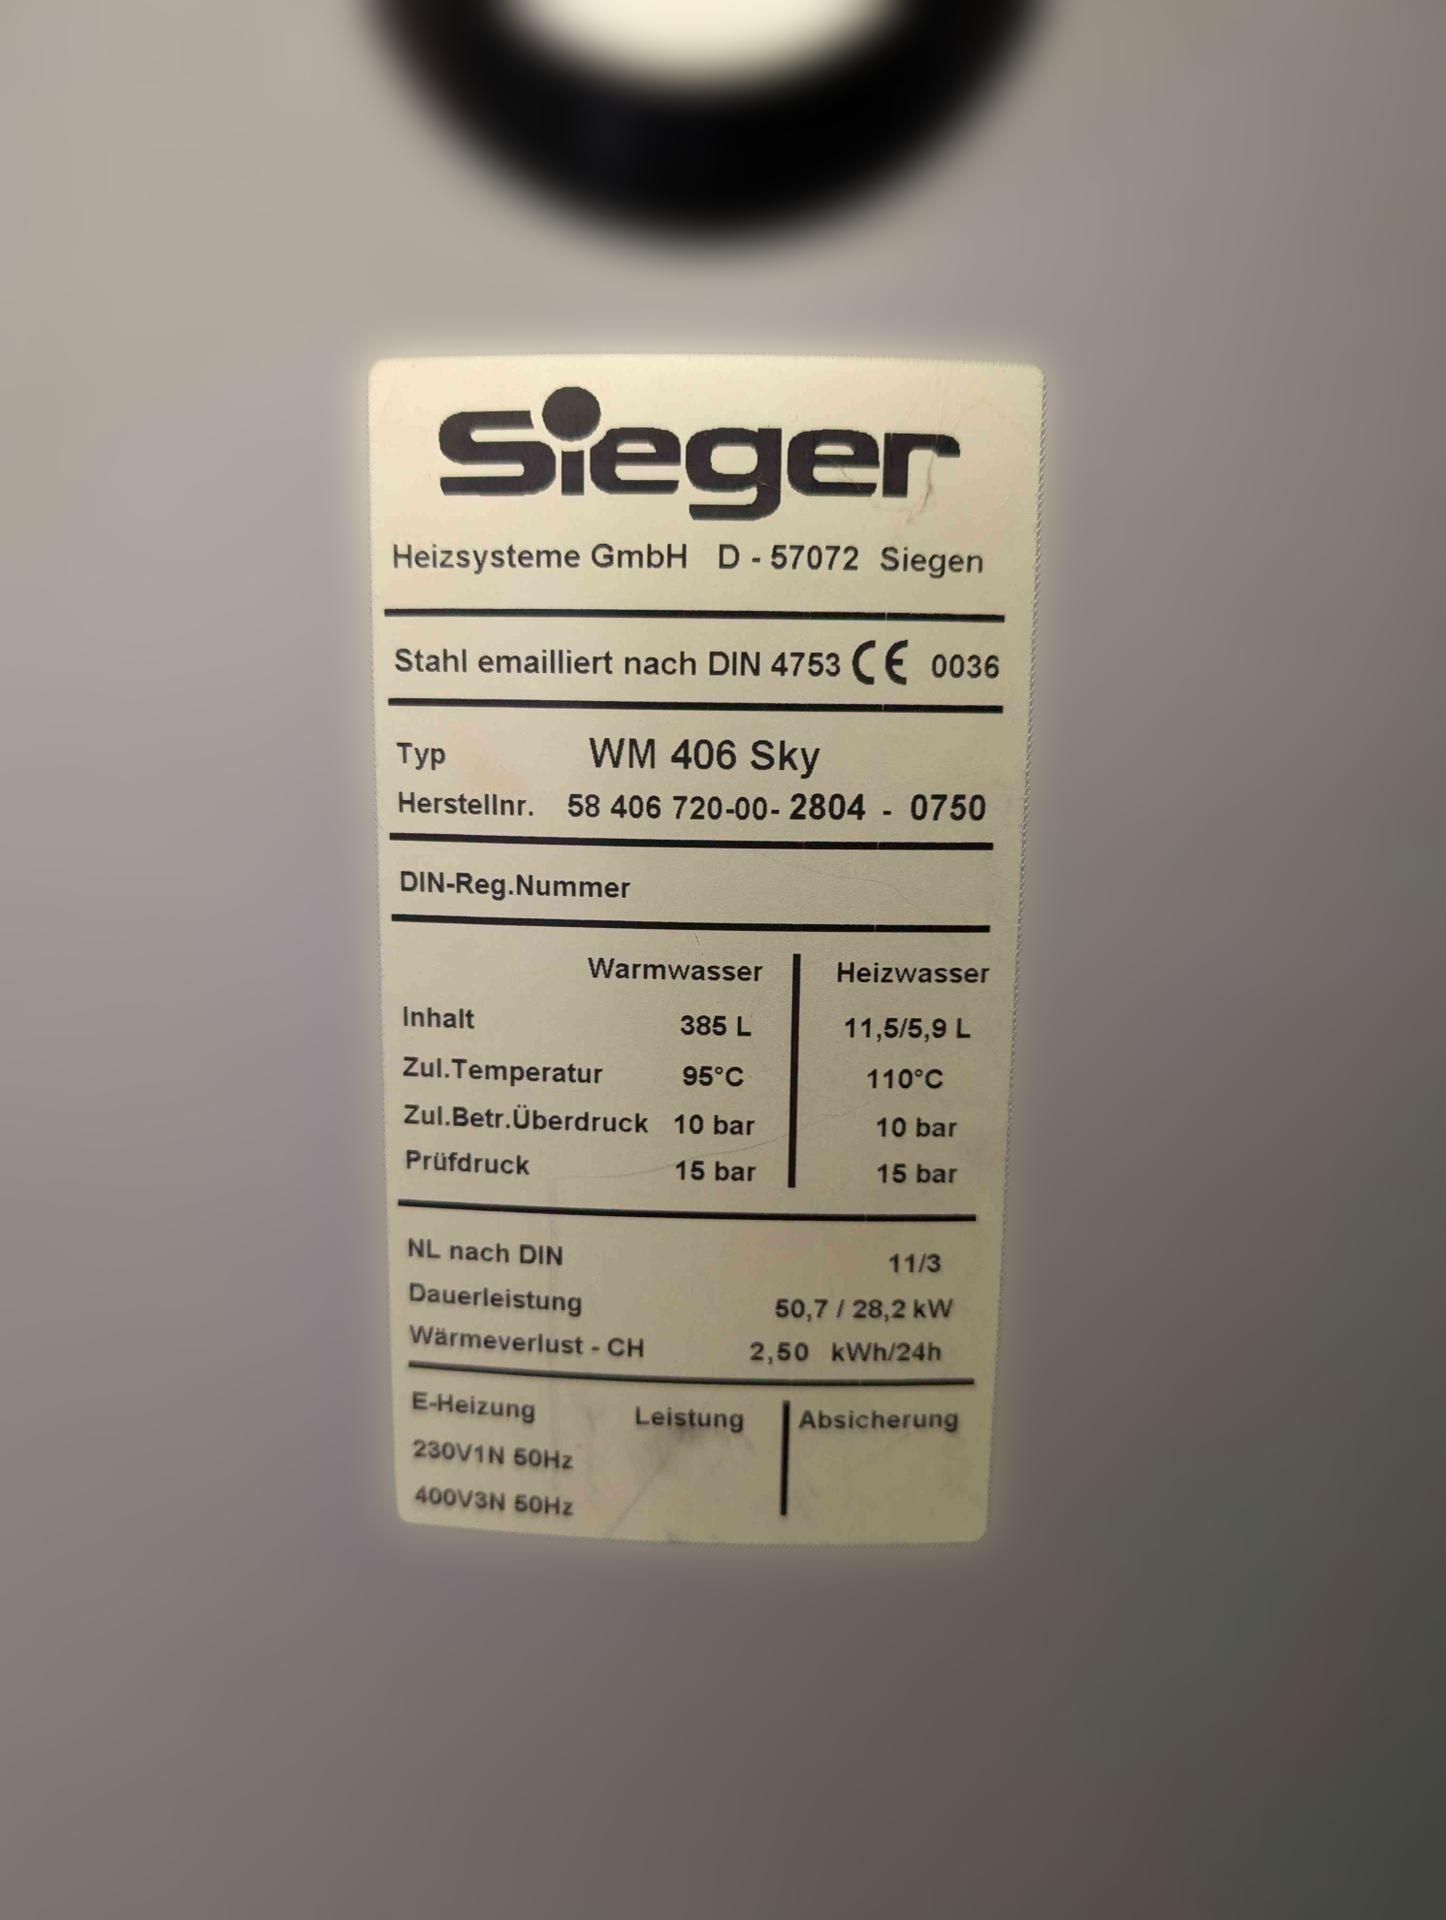 Sieger
Heizsysteme GmbH D - 57072 Siegen
Stahl emailliert nach DIN 4753 CE 0036
Typ WM 406 Sky
Herstellnr. 58 406 720-00- 2804 - 0750
DIN-Reg.Nummer
Warmwasser Heizwasser
Inhalt 385 L 11,5/5,9 L
Zul.Temperatur 95°C 110°C
Zul.Betr.Überdruck 10 bar 10 bar
Prüfdruck 15 bar 15 bar
NL nach DIN 11/3
Dauerleistung 50,7 / 28,2 kW
Wärmeverlust - CH 2,50 kWh/24h
E-Heizung Leistung Absicherung
230V1N 50Hz
400V3N 50Hz